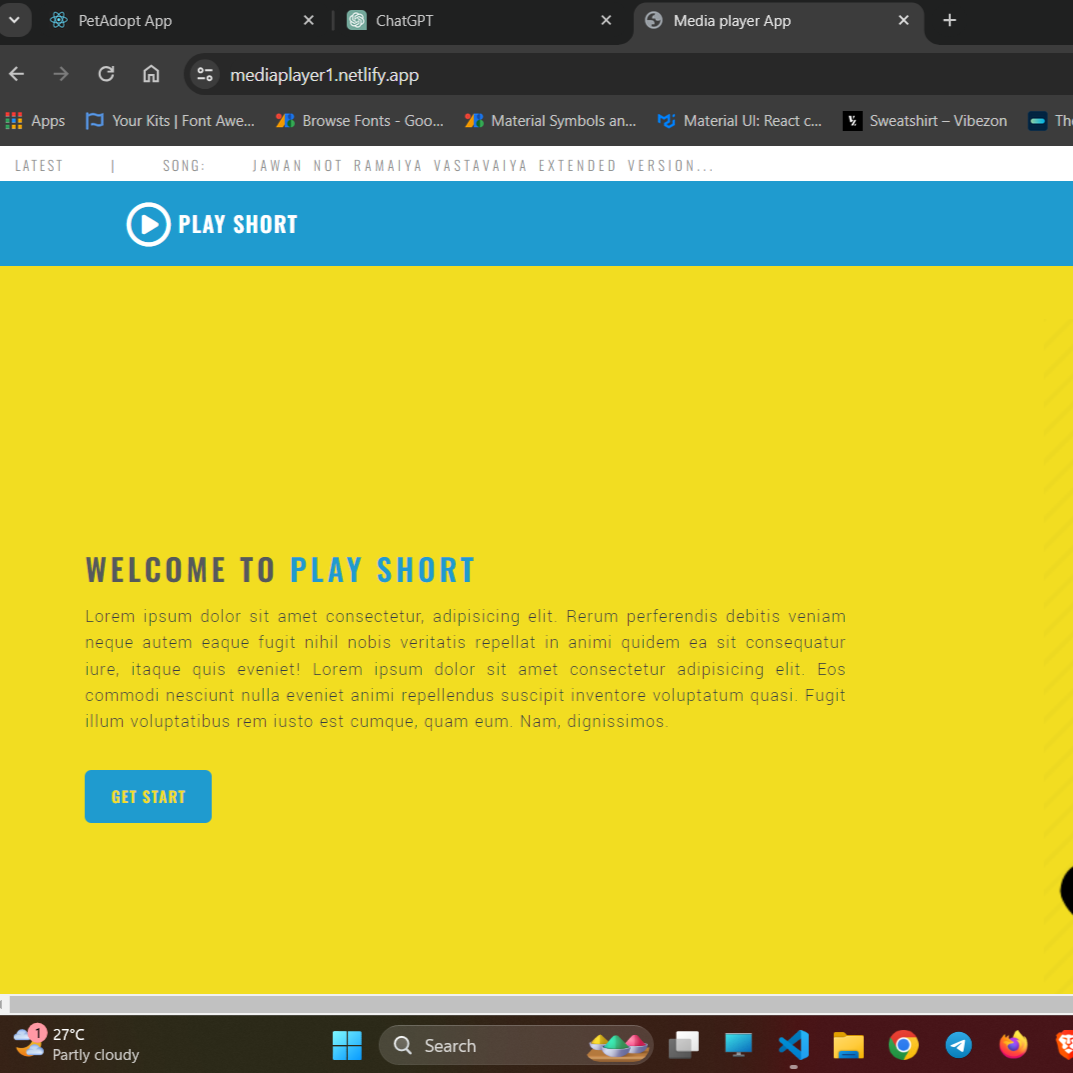 PetAdopt App
ChatGPT
Media player App
mediaplayer1.netlify.app
Apps
Your Kits | Font Awe...
Browse Fonts - Goo...
Material Symbols an...
Material UI: React c...
Sweatshirt – Vibezon
The
LATEST | SONG: JAWAN NOT RAMAIYA VASTAVAIYA EXTENDED VERSION...
PLAY SHORT
WELCOME TO PLAY SHORT
Lorem ipsum dolor sit amet consectetur, adipisicing elit. Rerum perferendis debitis veniam
neque autem eaque fugit nihil nobis veritatis repellat in animi quidem ea sit consequatur
iure, itaque quis eveniet! Lorem ipsum dolor sit amet consectetur adipisicing elit. Eos
commodi nesciunt nulla eveniet animi repellendus suscipit inventore voluptatum quasi. Fugit
illum voluptatibus rem iusto est cumque, quam eum. Nam, dignissimos.
GET START
1
27°C
Partly cloudy
Search